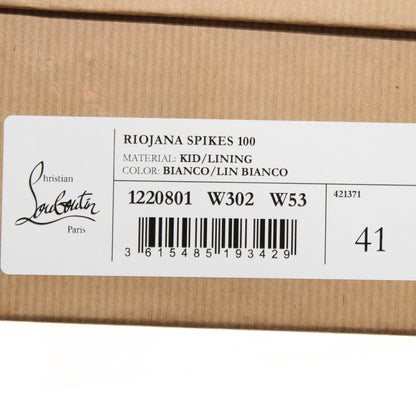 RIOJANA SPIKES 100
MATERIAL: KID/LINING
COLOR: BIANCO/LIN BIANCO
Christian
Louboutin
Paris
1220801 W302 W53
3 615485 193429
421371
41